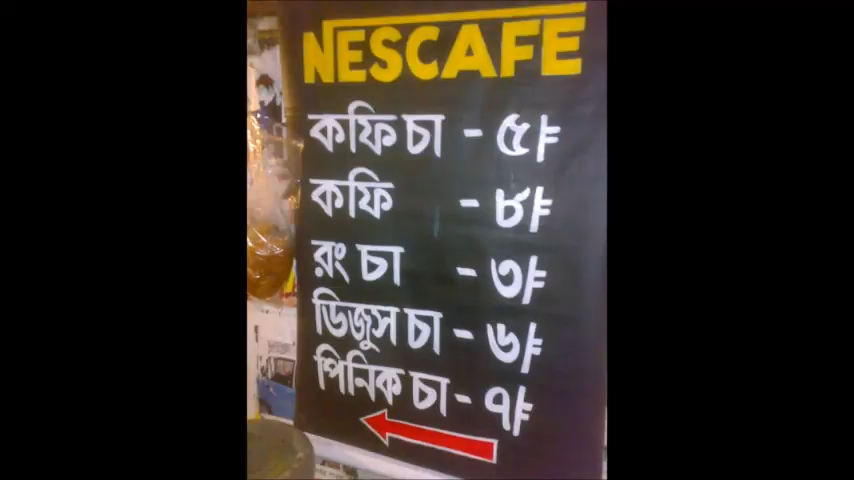 NESCAFE
কফি চা - ৫৳
কফি - ৮৳
রং চা - ৩৳
ডিজুস চা - ৬৳
পিনিক চা - ৭৳